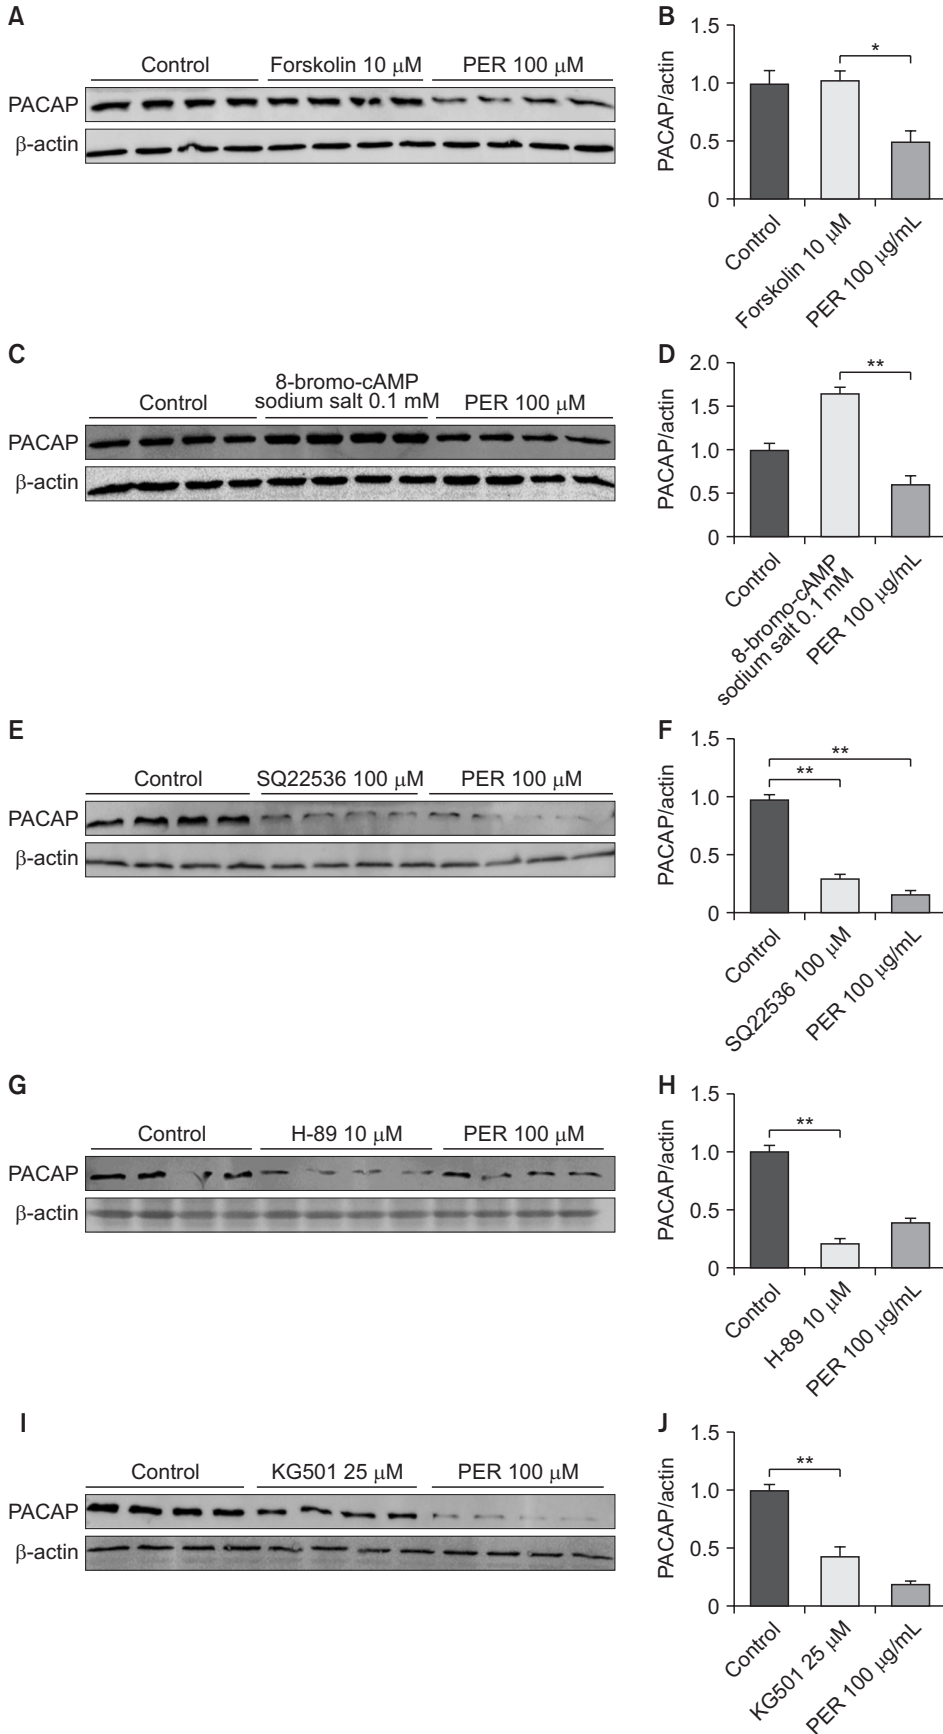 A
Control Forskolin 10 μM PER 100 μM
PACAP
β-actin
B
PACAP/actin
1.5
1.0
0.5
0
*
Control
Forskolin 10 μM
PER 100 μg/mL
C
Control 8-bromo-cAMP
sodium salt 0.1 mM PER 100 μM
PACAP
β-actin
D
PACAP/actin
2.0
1.5
1.0
0.5
0
**
Control
8-bromo-cAMP
sodium salt 0.1 mM
PER 100 μg/mL
E
Control SQ22536 100 μM PER 100 μM
PACAP
β-actin
F
PACAP/actin
1.5
1.0
0.5
0
**
**
Control
SQ22536 100 μM
PER 100 μg/mL
G
Control H-89 10 μM PER 100 μM
PACAP
β-actin
H
PACAP/actin
1.5
1.0
0.5
0
**
Control
H-89 10 μM
PER 100 μg/mL
I
Control KG501 25 μM PER 100 μM
PACAP
β-actin
J
PACAP/actin
1.5
1.0
0.5
0
**
Control
KG501 25 μM
PER 100 μg/mL